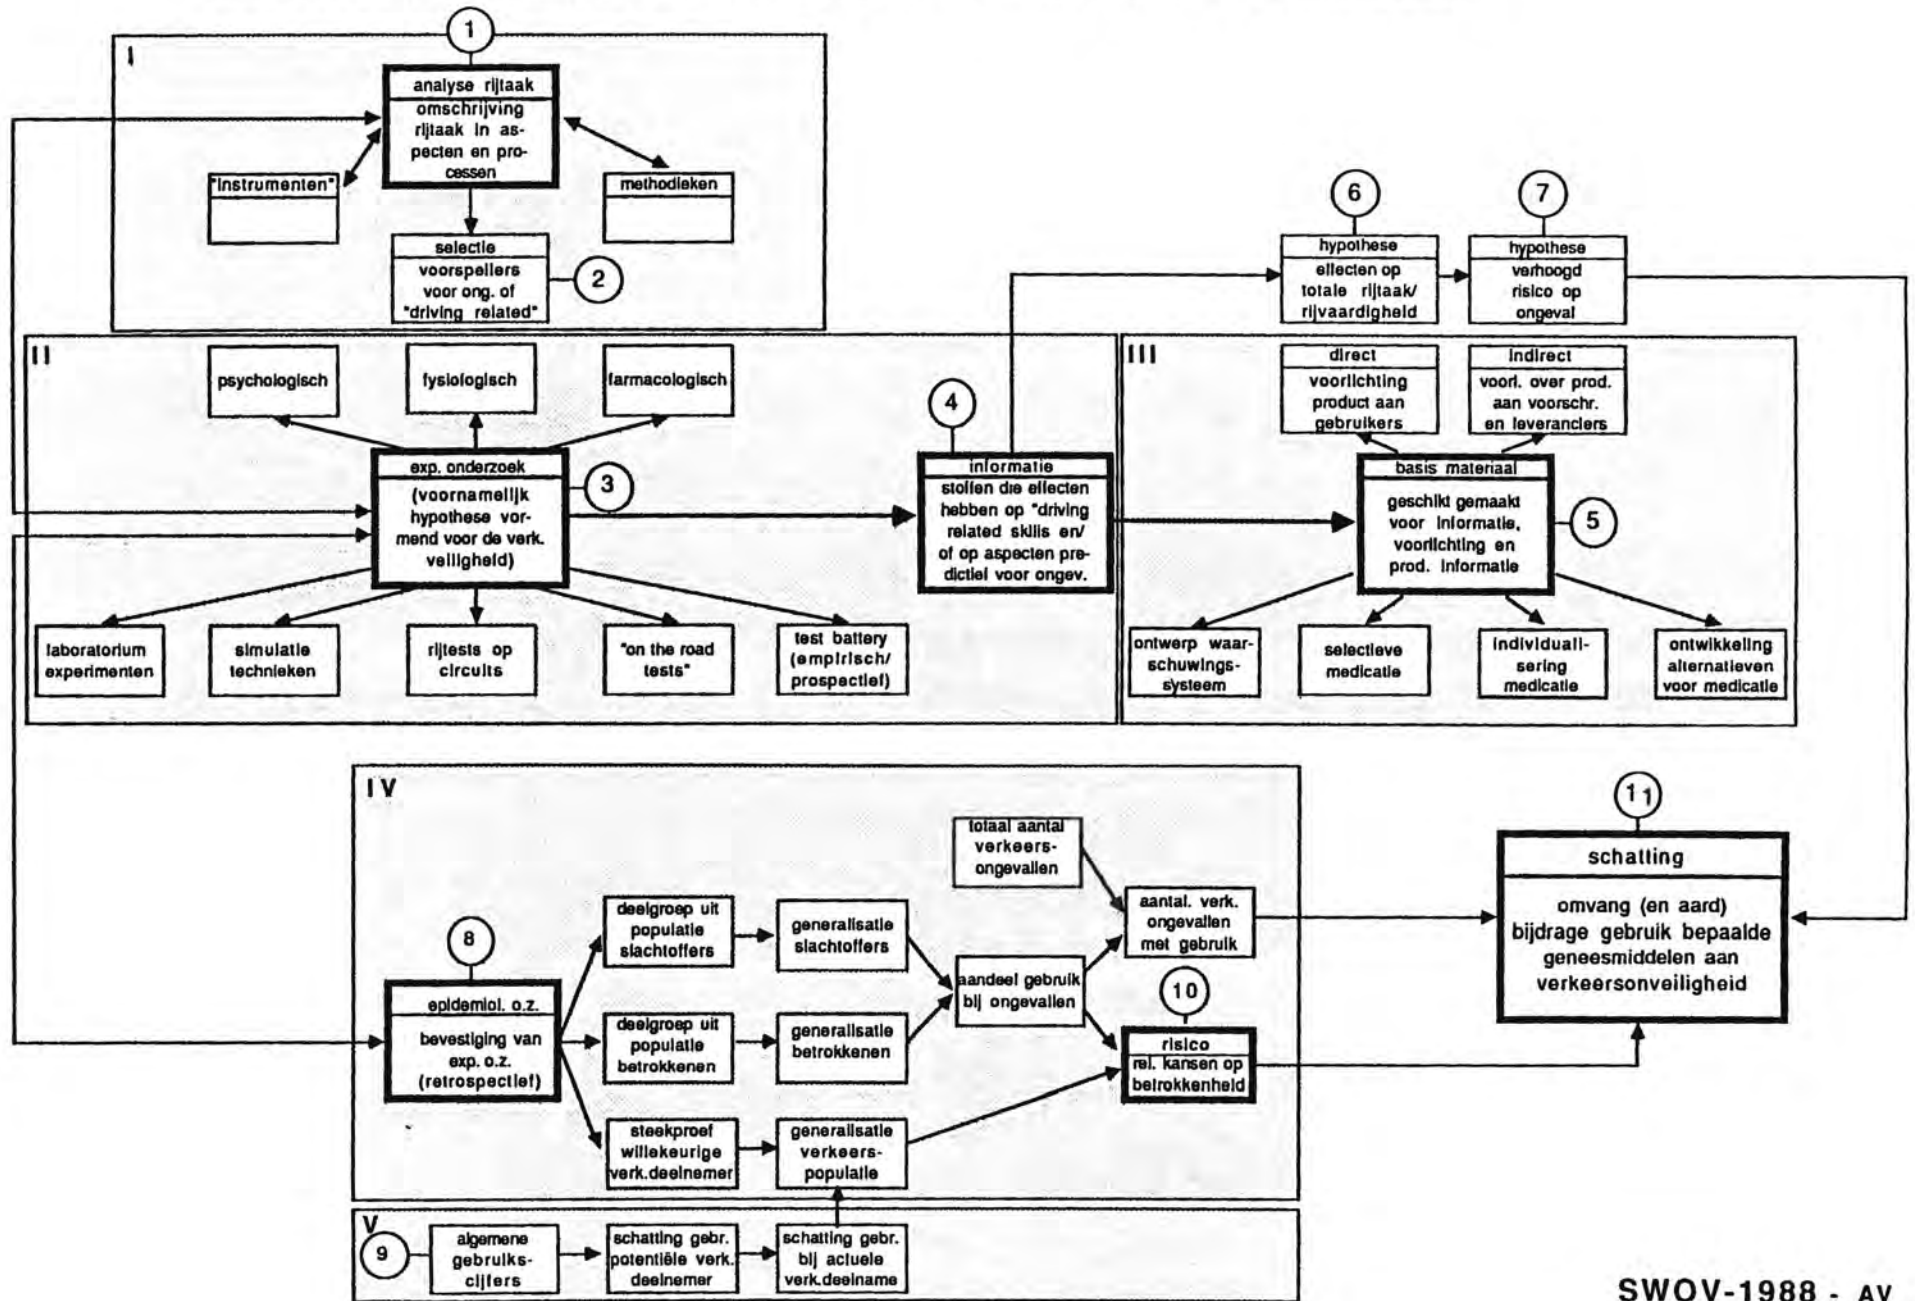 I
1
analyse rijtaak
omschrijving
rijtaak in as-
pecten en pro-
cessen
"instrumenten"
methodieken
selectie
voorspellers
voor ong. of
"driving related"
2
6
7
hypothese
effecten op
totale rijtaak/
rijvaardigheid
hypothese
verhoogd
risico op
ongeval
II
psychologisch
fysiologisch
farmacologisch
exp. onderzoek
(voornamelijk
hypothese vor-
mend voor de verk.
veiligheid)
3
4
informatie
stoffen die effecten
hebben op "driving
related skills en/
of op aspecten pre-
dictief voor ongev.
laboratorium
experimenten
simulatie
technieken
rijtests op
circuits
"on the road
tests"
test battery
(empirisch/
prospectief)
III
direct
voorlichting
product aan
gebruikers
indirect
voorl. over prod.
aan voorschr.
en leveranciers
basis materiaal
geschikt gemaakt
voor informatie,
voorlichting en
prod. informatie
5
ontwerp waar-
schuwings-
systeem
selectieve
medicatie
individuali-
sering
medicatie
ontwikkeling
alternatieven
voor medicatie
IV
8
epidemiol. o.z.
bevestiging van
exp. o.z.
(retrospectief)
deelgroep uit
populatie
slachtoffers
generalisatie
slachtoffers
deelgroep uit
populatie
betrokkenen
generalisatie
betrokkenen
steekproef
willekeurige
verk.deelnemer
generalisatie
verkeers-
populatie
totaal aantal
verkeers-
ongevallen
aandeel gebruik
bij ongevallen
aantal. verk.
ongevallen
met gebruik
10
risico
rel. kansen op
betrokkenheid
11
schatting
omvang (en aard)
bijdrage gebruik bepaalde
geneesmiddelen aan
verkeersonveiligheid
V
9
algemene
gebruiks-
cijfers
schatting gebr.
potentiële verk.
deelnemer
schatting gebr.
bij actuele
verk.deelname
SWOV-1988 - AV